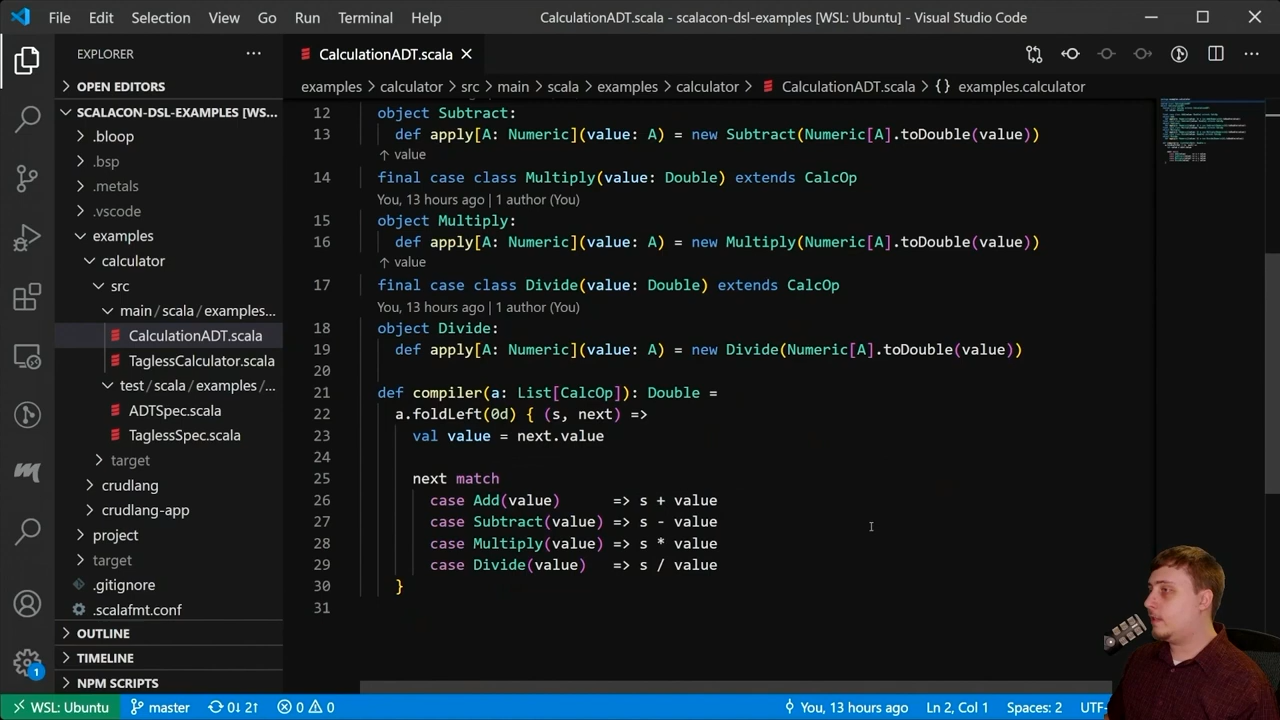 File Edit Selection View Go Run Terminal Help CalculationADT.scala - scalacon-dsl-examples [WSL: Ubuntu] - Visual Studio Code
EXPLORER
OPEN EDITORS
SCALACON-DSL-EXAMPLES [WS...
.bloop
.bsp
.metals
.vscode
examples
calculator
src
main/scala/examples...
CalculationADT.scala
TaglessCalculator.scala
test/scala/examples/...
ADTSpec.scala
TaglessSpec.scala
target
crudlang
crudlang-app
project
target
.gitignore
.scalafmt.conf
OUTLINE
TIMELINE
NPM SCRIPTS
1
CalculationADT.scala
examples > calculator > src > main > scala > examples > calculator > CalculationADT.scala > {} examples.calculator
12 object Subtract:
13 def apply[A: Numeric](value: A) = new Subtract(Numeric[A].toDouble(value))
↑ value
14 final case class Multiply(value: Double) extends CalcOp
You, 13 hours ago | 1 author (You)
15 object Multiply:
16 def apply[A: Numeric](value: A) = new Multiply(Numeric[A].toDouble(value))
↑ value
17 final case class Divide(value: Double) extends CalcOp
You, 13 hours ago | 1 author (You)
18 object Divide:
19 def apply[A: Numeric](value: A) = new Divide(Numeric[A].toDouble(value))
20
21 def compiler(a: List[CalcOp]): Double =
22 a.foldLeft(0d) { (s, next) =>
23 val value = next.value
24
25 next match
26 case Add(value)      => s + value
27 case Subtract(value) => s - value
28 case Multiply(value) => s * value
29 case Divide(value)   => s / value
30 }
31
WSL: Ubuntu master 0↓ 2↑ 0 0 You, 13 hours ago Ln 2, Col 1 Spaces: 2 UTF-